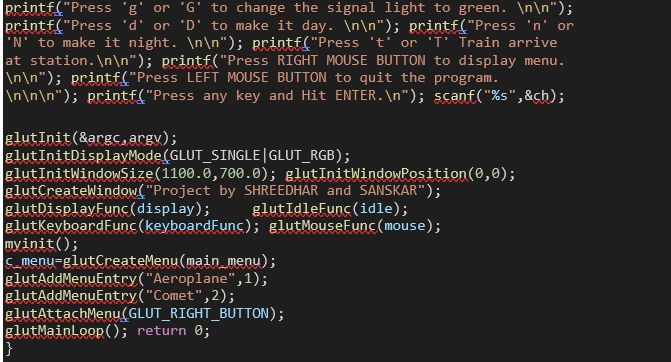 printf("Press 'g' or 'G' to change the signal light to green. \n\n");
printf("Press 'd' or 'D' to make it day. \n\n"); printf("Press 'n' or
'N' to make it night. \n\n"); printf("Press 't' or 'T' Train arrive
at station.\n\n"); printf("Press RIGHT MOUSE BUTTON to display menu.
\n\n"); printf("Press LEFT MOUSE BUTTON to quit the program.
\n\n\n"); printf("Press any key and Hit ENTER.\n"); scanf("%s",&ch);
glutInit(&argc,argv);
glutInitDisplayMode(GLUT_SINGLE|GLUT_RGB);
glutInitWindowSize(1100.0,700.0); glutInitWindowPosition(0,0);
glutCreateWindow("Project by SHREEDHAR and SANSKAR");
glutDisplayFunc(display); glutIdleFunc(idle);
glutKeyboardFunc(keyboardFunc); glutMouseFunc(mouse);
myinit();
c_menu=glutCreateMenu(main_menu);
glutAddMenuEntry("Aeroplane",1);
glutAddMenuEntry("Comet",2);
glutAttachMenu(GLUT_RIGHT_BUTTON);
glutMainLoop(); return 0;
}